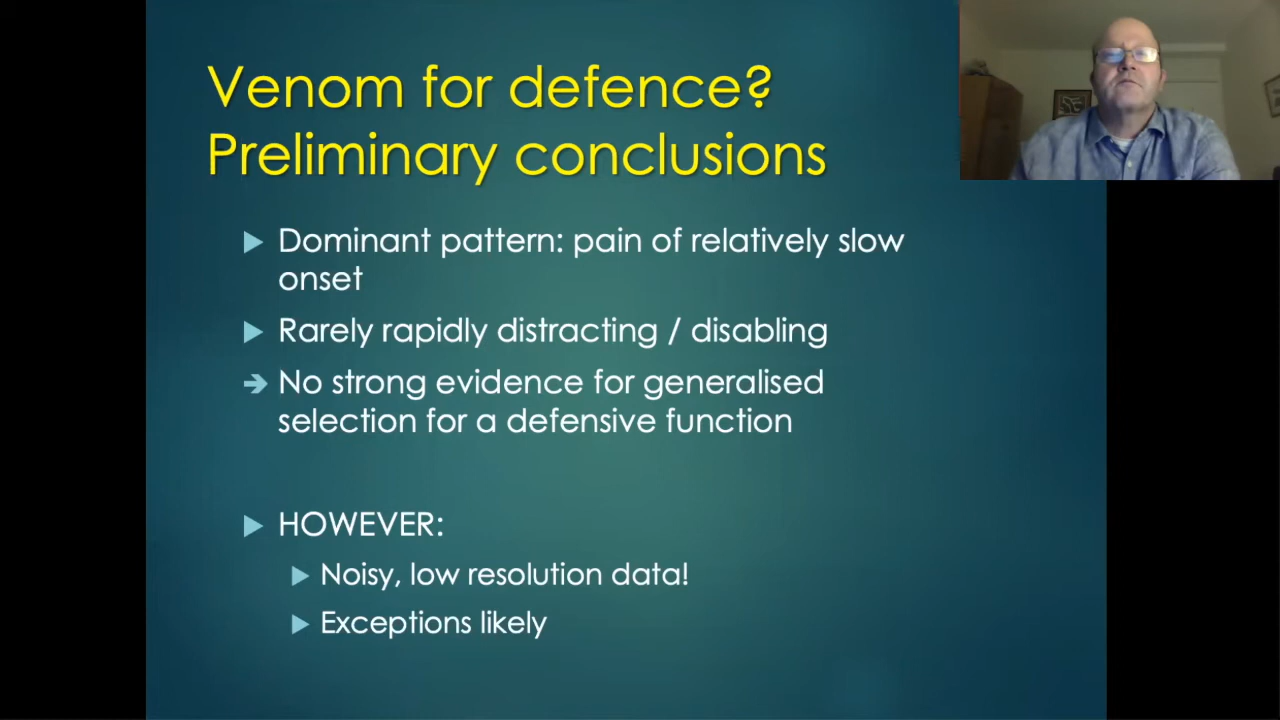 Venom for defence?
Preliminary conclusions
Dominant pattern: pain of relatively slow
onset
Rarely rapidly distracting / disabling
No strong evidence for generalised
selection for a defensive function
HOWEVER:
Noisy, low resolution data!
Exceptions likely